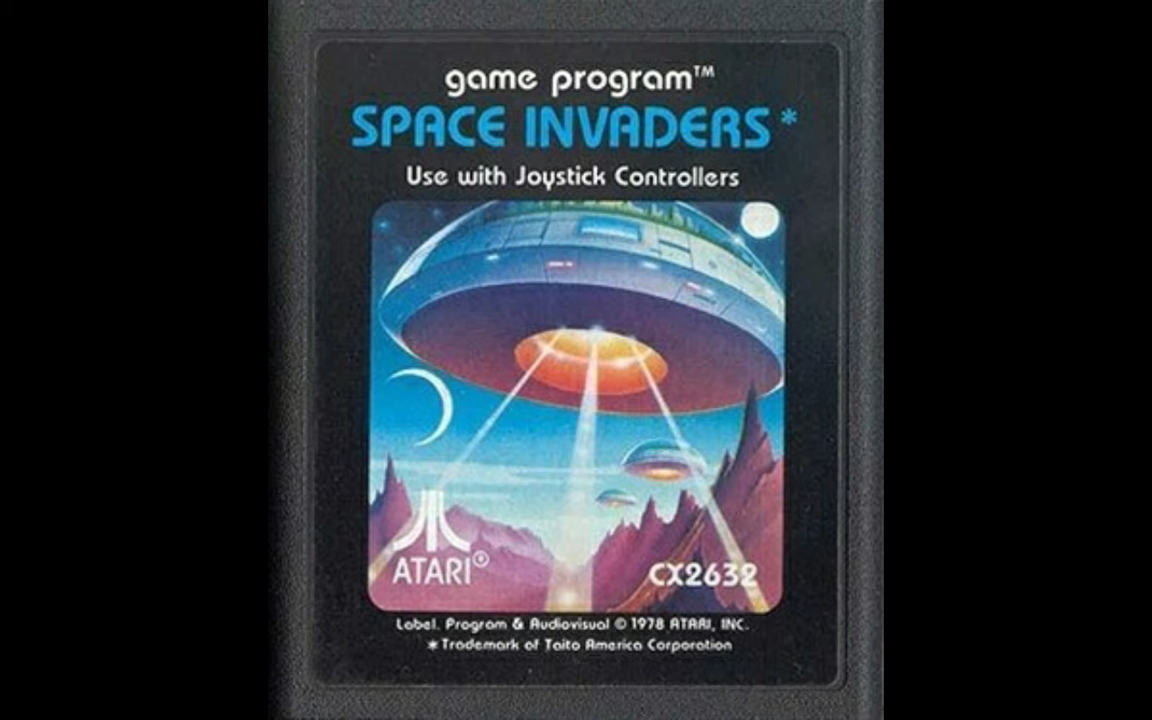 game program™
SPACE INVADERS*
Use with Joystick Controllers
ATARI®
CX2632
Label, Program & Audiovisual © 1978 ATARI, INC.
*Trademark of Taito America Corporation